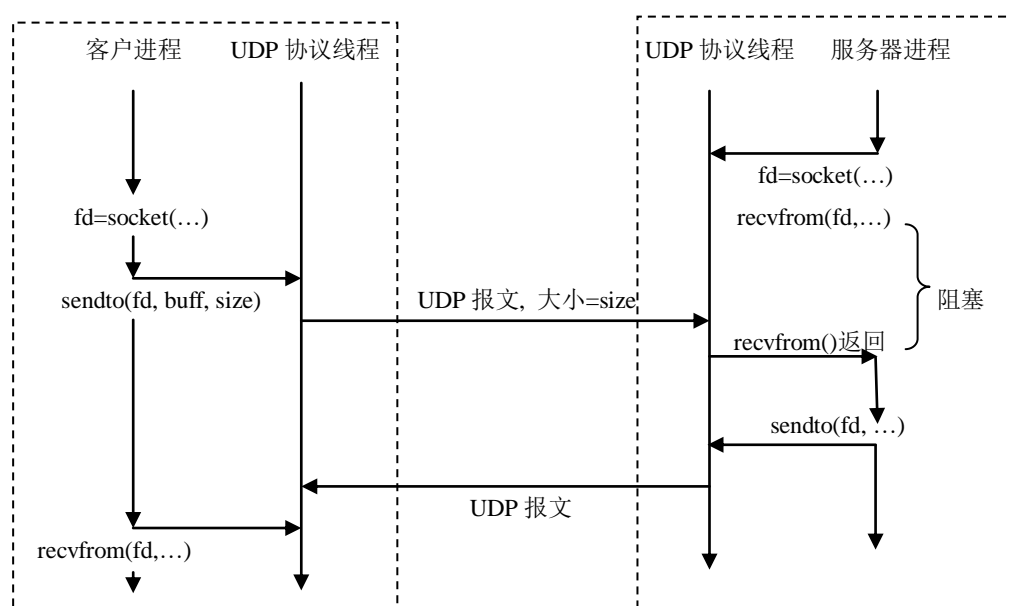 客户进程
UDP 协议线程
UDP 协议线程
服务器进程
fd=socket(…)
recvfrom(fd,…)
fd=socket(…)
sendto(fd, buff, size)
UDP 报文, 大小=size
阻塞
recvfrom()返回
sendto(fd, …)
UDP 报文
recvfrom(fd,…)